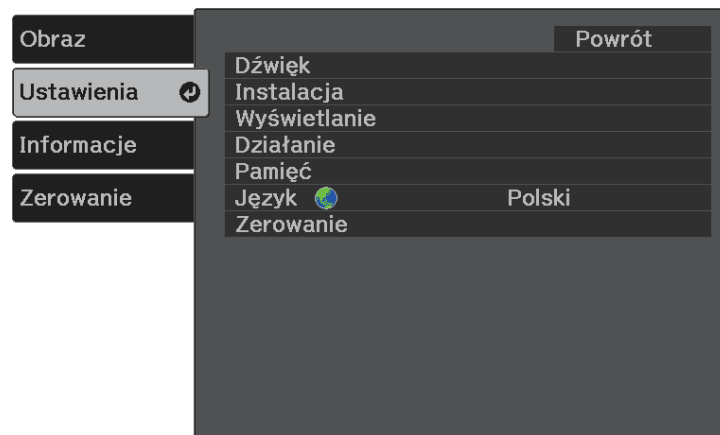 Obraz
Ustawienia
Informacje
Zerowanie
Powrót
Dźwięk
Instalacja
Wyświetlanie
Działanie
Pamięć
Język Polski
Zerowanie